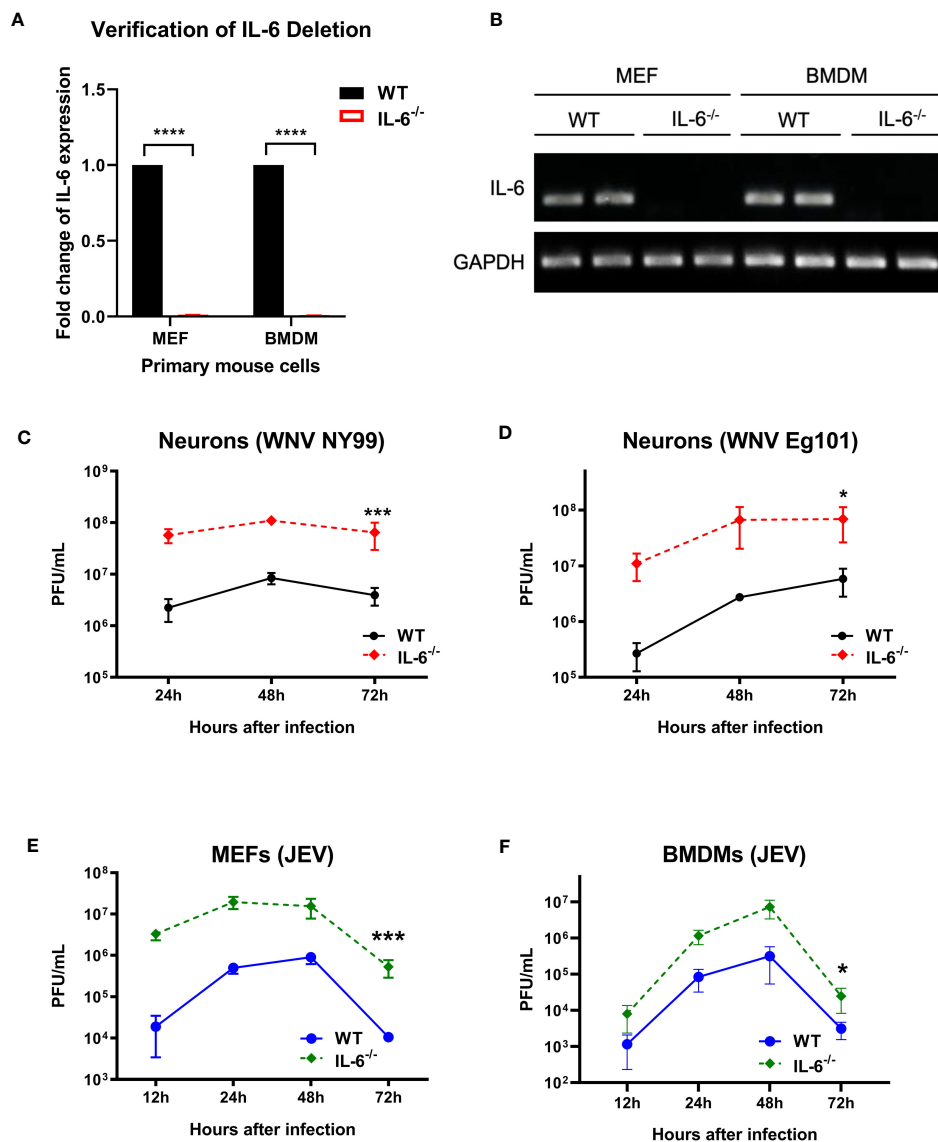 A
Verification of IL-6 Deletion
Fold change of IL-6 expression
1.5
1.0
0.5
0.0
****
****
WT
IL-6-/-
MEF
BMDM
Primary mouse cells
B
MEF
BMDM
WT
IL-6-/-
WT
IL-6-/-
IL-6
GAPDH
C
Neurons (WNV NY99)
PFU/mL
10⁹
10⁸
10⁷
10⁶
10⁵
***
WT
IL-6-/-
24h
48h
72h
Hours after infection
D
Neurons (WNV Eg101)
PFU/mL
10⁸
10⁷
10⁶
10⁵
*
WT
IL-6-/-
24h
48h
72h
Hours after infection
E
MEFs (JEV)
PFU/mL
10⁸
10⁷
10⁶
10⁵
10⁴
10³
***
WT
IL-6-/-
12h
24h
48h
72h
Hours after infection
F
BMDMs (JEV)
PFU/mL
10⁷
10⁶
10⁵
10⁴
10³
10²
*
WT
IL-6-/-
12h
24h
48h
72h
Hours after infection